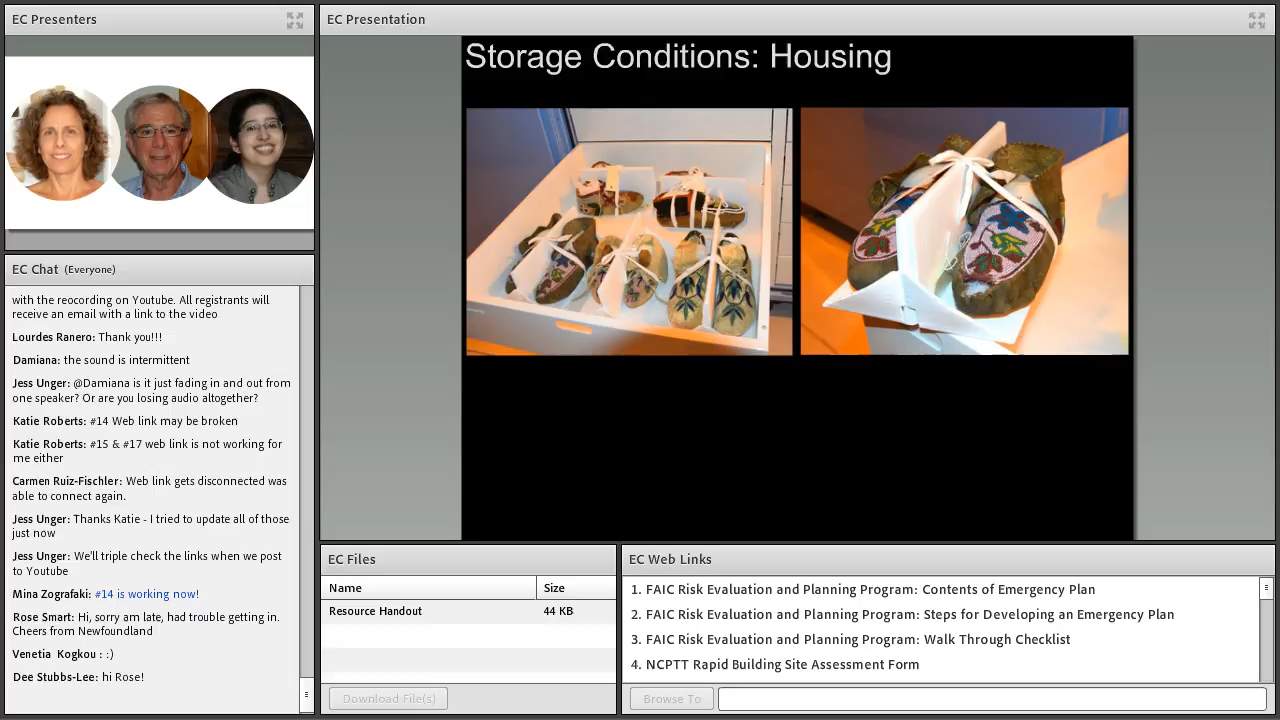 EC Presenters
EC Presentation
Storage Conditions: Housing
EC Chat (Everyone)
with the reocording on Youtube. All registrants will
receive an email with a link to the video
Lourdes Ranero: Thank you!!!
Damiana: the sound is intermittent
Jess Unger: @Damiana is it just fading in and out from
one speaker? Or are you losing audio altogether?
Katie Roberts: #14 Web link may be broken
Katie Roberts: #15 & #17 web link is not working for
me either
Carmen Ruiz-Fischler: Web link gets disconnected was
able to connect again.
Jess Unger: Thanks Katie - I tried to update all of those
just now
Jess Unger: We'll triple check the links when we post
to Youtube
Mina Zografaki: #14 is working now!
Rose Smart: Hi, sorry am late, had trouble getting in.
Cheers from Newfoundland
Venetia Kogkou : :)
Dee Stubbs-Lee: hi Rose!
EC Files
Name Size
Resource Handout 44 KB
Download File(s)
EC Web Links
1. FAIC Risk Evaluation and Planning Program: Contents of Emergency Plan
2. FAIC Risk Evaluation and Planning Program: Steps for Developing an Emergency Plan
3. FAIC Risk Evaluation and Planning Program: Walk Through Checklist
4. NCPTT Rapid Building Site Assessment Form
Browse To